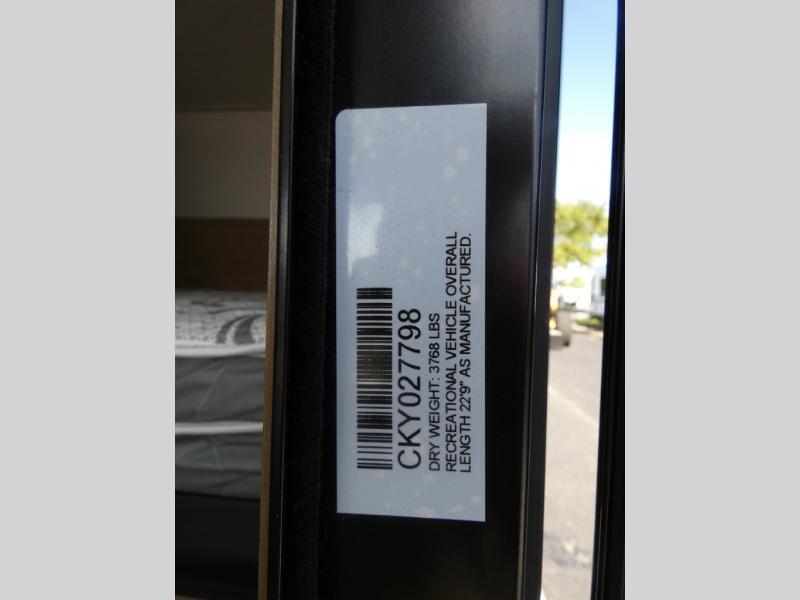 CKY027798
DRY WEIGHT: 3768 LBS
RECREATIONAL VEHICLE OVERALL
LENGTH 22'9" AS MANUFACTURED.